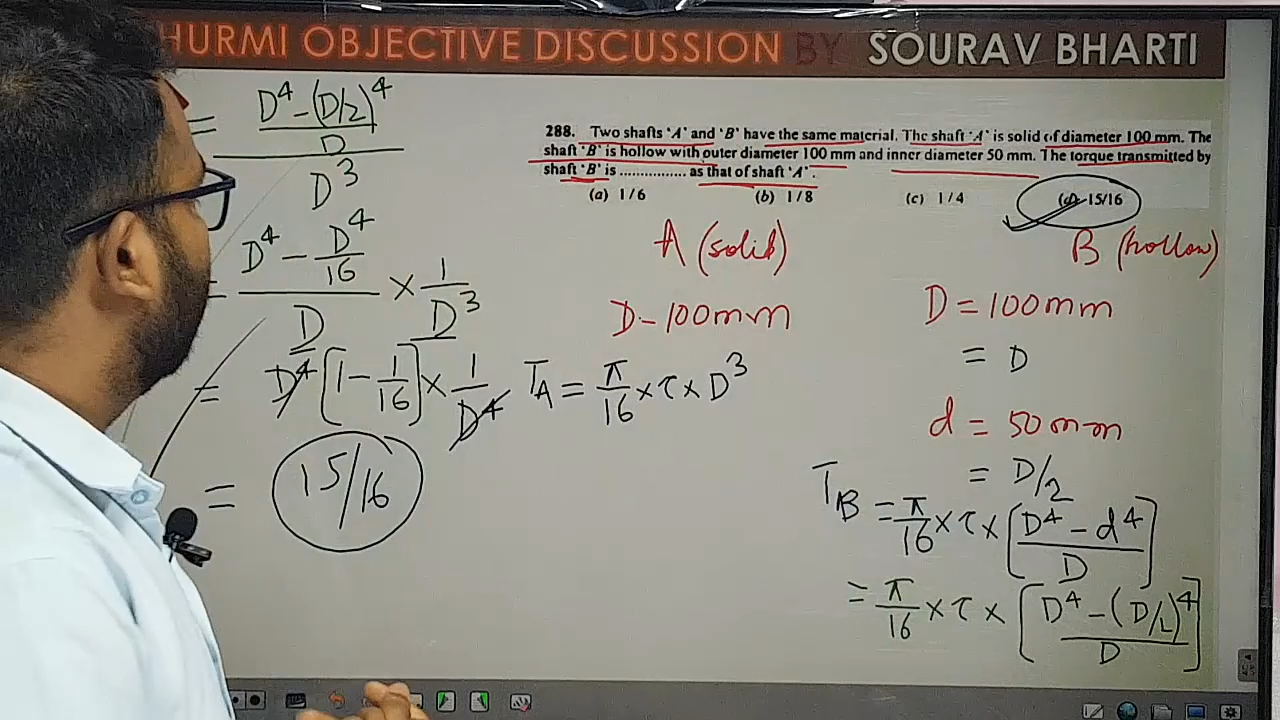 HURMI OBJECTIVE DISCUSSION BY SOURAV BHARTI
288. Two shafts 'A' and 'B' have the same material. The shaft 'A' is solid of diameter 100 mm. The
shaft 'B' is hollow with outer diameter 100 mm and inner diameter 50 mm. The torque transmitted by
shaft 'B' is ................ as that of shaft 'A'.
(a) 1/6 (b) 1/8 (c) 1/4 (d) 15/16
= D⁴ - (D/2)⁴
D
D³
= D⁴ - D⁴/16
D
× 1/D³
= D⁴ [1 - 1/16] × 1/D⁴
= 15/16
A (solid)
D - 100mm
T_A = π/16 × τ × D³
B (hollow)
D = 100mm
= D
d = 50mm
= D/2
T_B = π/16 × τ × [D⁴ - d⁴ / D]
= π/16 × τ × [D⁴ - (D/2)⁴ / D]